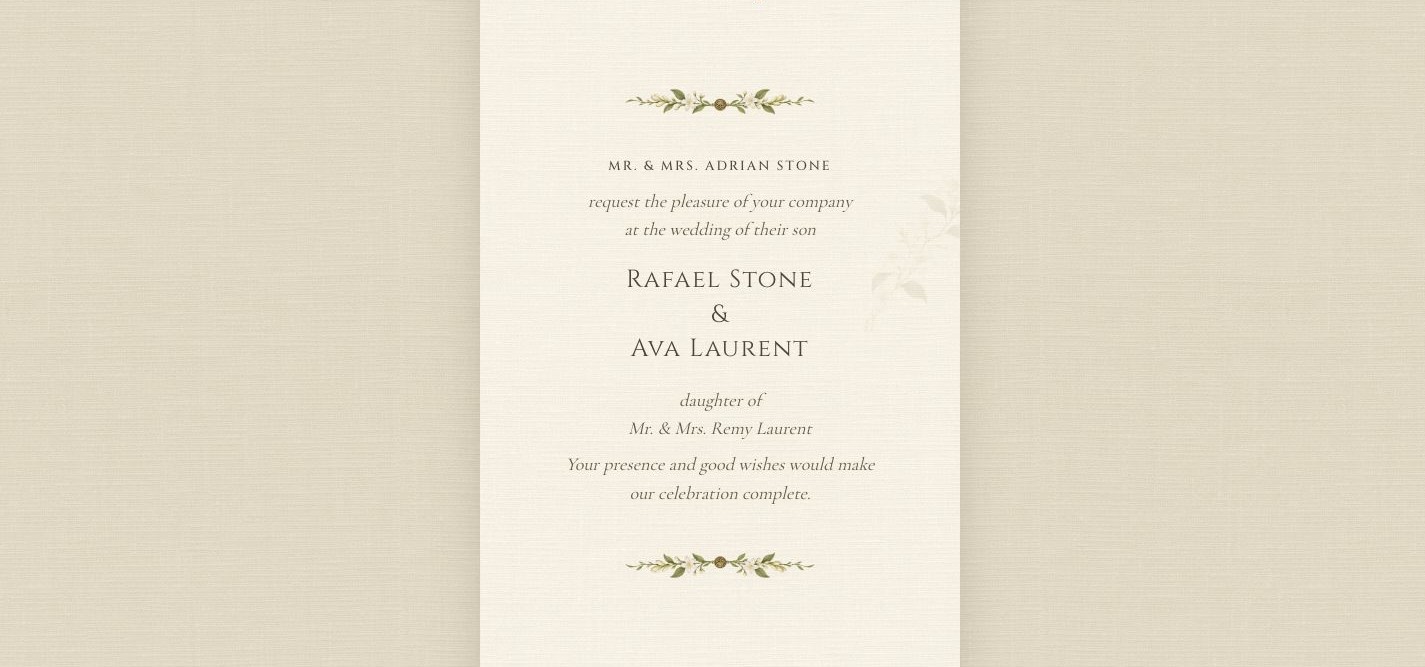 MR. & MRS. ADRIAN STONE
request the pleasure of your company
at the wedding of their son
RAFAEL STONE
&
AVA LAURENT
daughter of
Mr. & Mrs. Remy Laurent
Your presence and good wishes would make
our celebration complete.